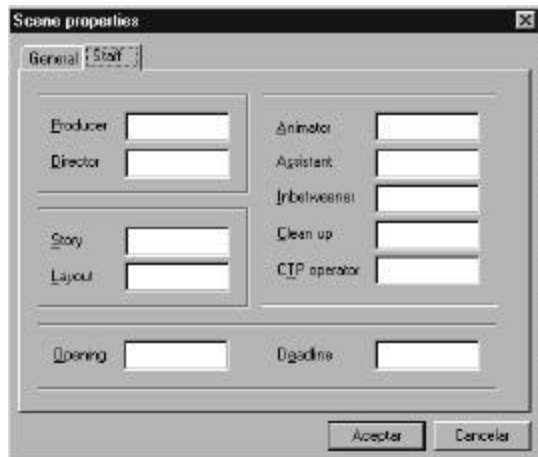 Scene properties
General Staff
Producer
Director
Story
Layout
Animator
Assistant
Inbetweener
Clean up
CTP operator
Opening
Deadline
Aceptar
Cancelar